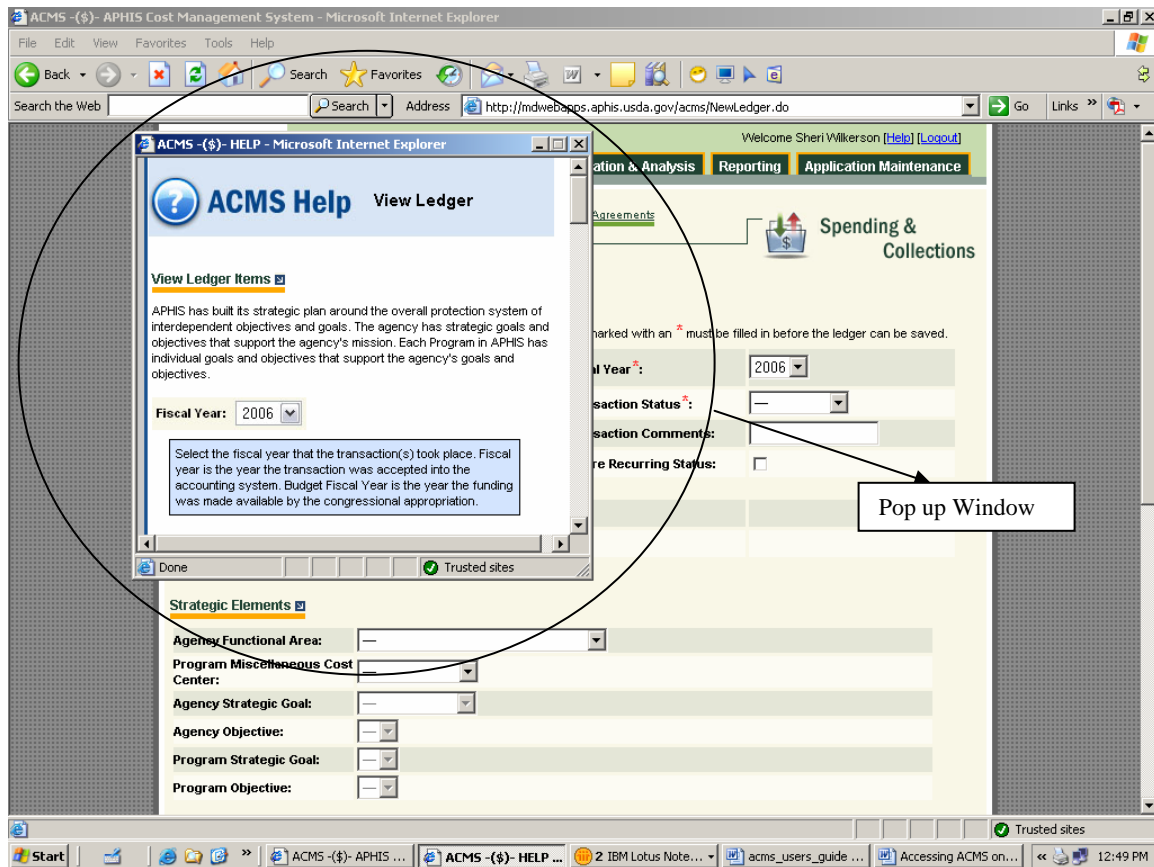 ACMS -($)- APHIS Cost Management System - Microsoft Internet Explorer
File Edit View Favorites Tools Help
Back Search Favorites
Search the Web Search Address http://mdwebapps.aphis.usda.gov/acms/NewLedger.do Go Links »
Welcome Sheri Wilkerson [Help] [Logout]
ation & Analysis Reporting Application Maintenance
Agreements
Spending &
Collections
marked with an * must be filled in before the ledger can be saved.
al Year*: 2006
saction Status*: —
saction Comments:
re Recurring Status:
ACMS -($)- HELP - Microsoft Internet Explorer
ACMS Help View Ledger
View Ledger Items
APHIS has built its strategic plan around the overall protection system of
interdependent objectives and goals. The agency has strategic goals and
objectives that support the agency's mission. Each Program in APHIS has
individual goals and objectives that support the agency's goals and
objectives.
Fiscal Year: 2006
Select the fiscal year that the transaction(s) took place. Fiscal
year is the year the transaction was accepted into the
accounting system. Budget Fiscal Year is the year the funding
was made available by the congressional appropriation.
Done Trusted sites
Pop up Window
Strategic Elements
Agency Functional Area: —
Program Miscellaneous Cost
Center: —
Agency Strategic Goal: —
Agency Objective: —
Program Strategic Goal: —
Program Objective: —
Trusted sites
Start » ACMS -($)- APHIS ... ACMS -($)- HELP ... 2 IBM Lotus Note... acms_users_guide ... Accessing ACMS on... « 12:49 PM